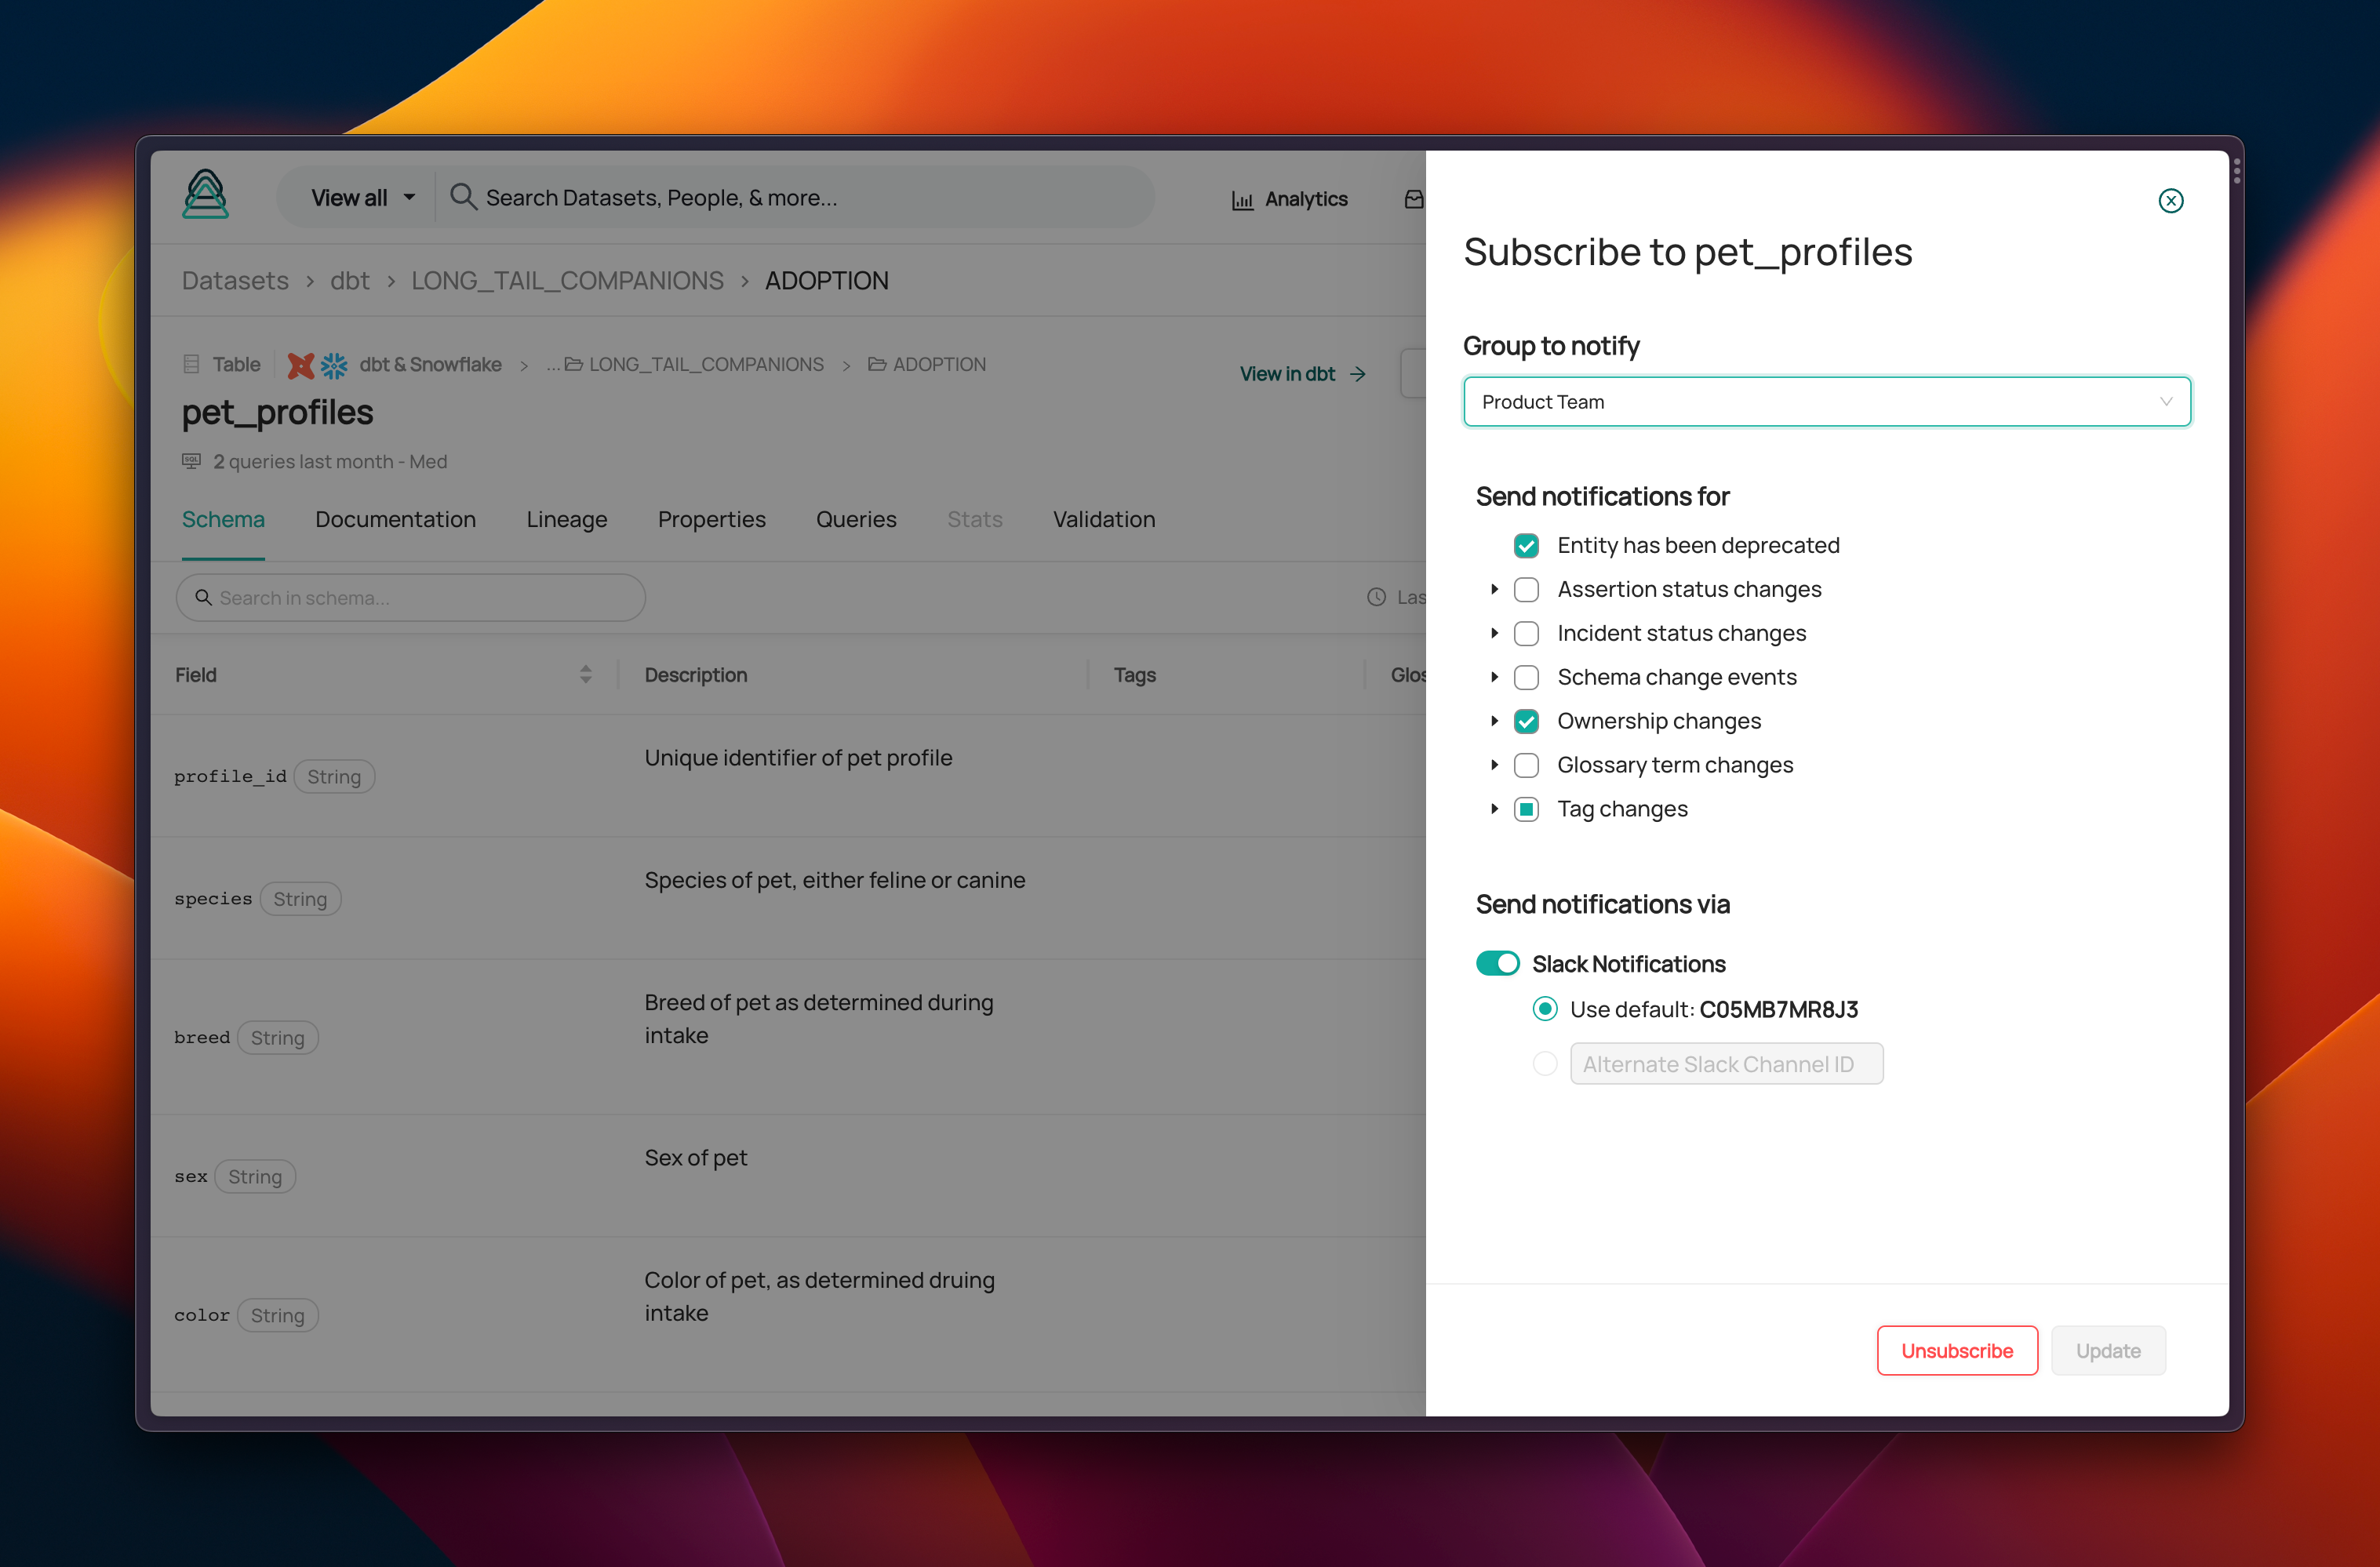 View all
Search Datasets, People, & more...
Analytics
Datasets > dbt > LONG_TAIL_COMPANIONS > ADOPTION
Table
dbt & Snowflake > ... LONG_TAIL_COMPANIONS > ADOPTION
View in dbt →
pet_profiles
SQL 2 queries last month - Med
Schema Documentation Lineage Properties Queries Stats Validation
Search in schema...
Las
Field Description Tags Glos
profile_id String Unique identifier of pet profile
species String Species of pet, either feline or canine
breed String Breed of pet as determined during
intake
sex String Sex of pet
color String Color of pet, as determined druing
intake
Subscribe to pet_profiles
Group to notify
Product Team
Send notifications for
Entity has been deprecated
Assertion status changes
Incident status changes
Schema change events
Ownership changes
Glossary term changes
Tag changes
Send notifications via
Slack Notifications
Use default: C05MB7MR8J3
Alternate Slack Channel ID
Unsubscribe Update